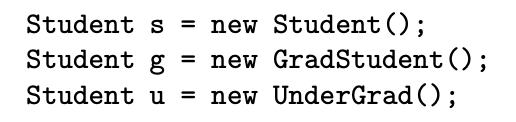 Student s = new Student();
Student g = new GradStudent();
Student u = new UnderGrad();